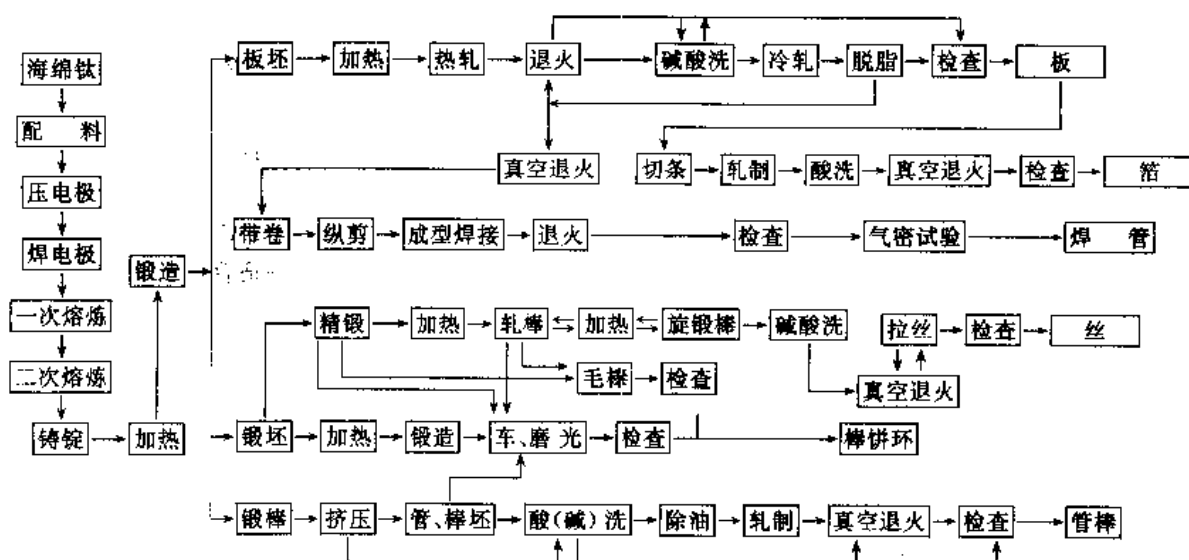 海绵钛
配 料
压电极
焊电极
一次熔炼
二次熔炼
铸锭
加热
锻造
板坯 加热 热轧 退火 碱酸洗 冷轧 脱脂 检查 板
真空退火 切条 轧制 酸洗 真空退火 检查 箔
带卷 纵剪 成型焊接 退火 检查 气密试验 焊 管
精锻 加热 轧棒 加热 旋锻棒 碱酸洗 拉丝 检查 丝
毛棒 检查 真空退火
锻坯 加热 锻造 车、磨光 检查 棒饼环
锻棒 挤压 管、棒坯 酸(碱)洗 除油 轧制 真空退火 检查 管棒